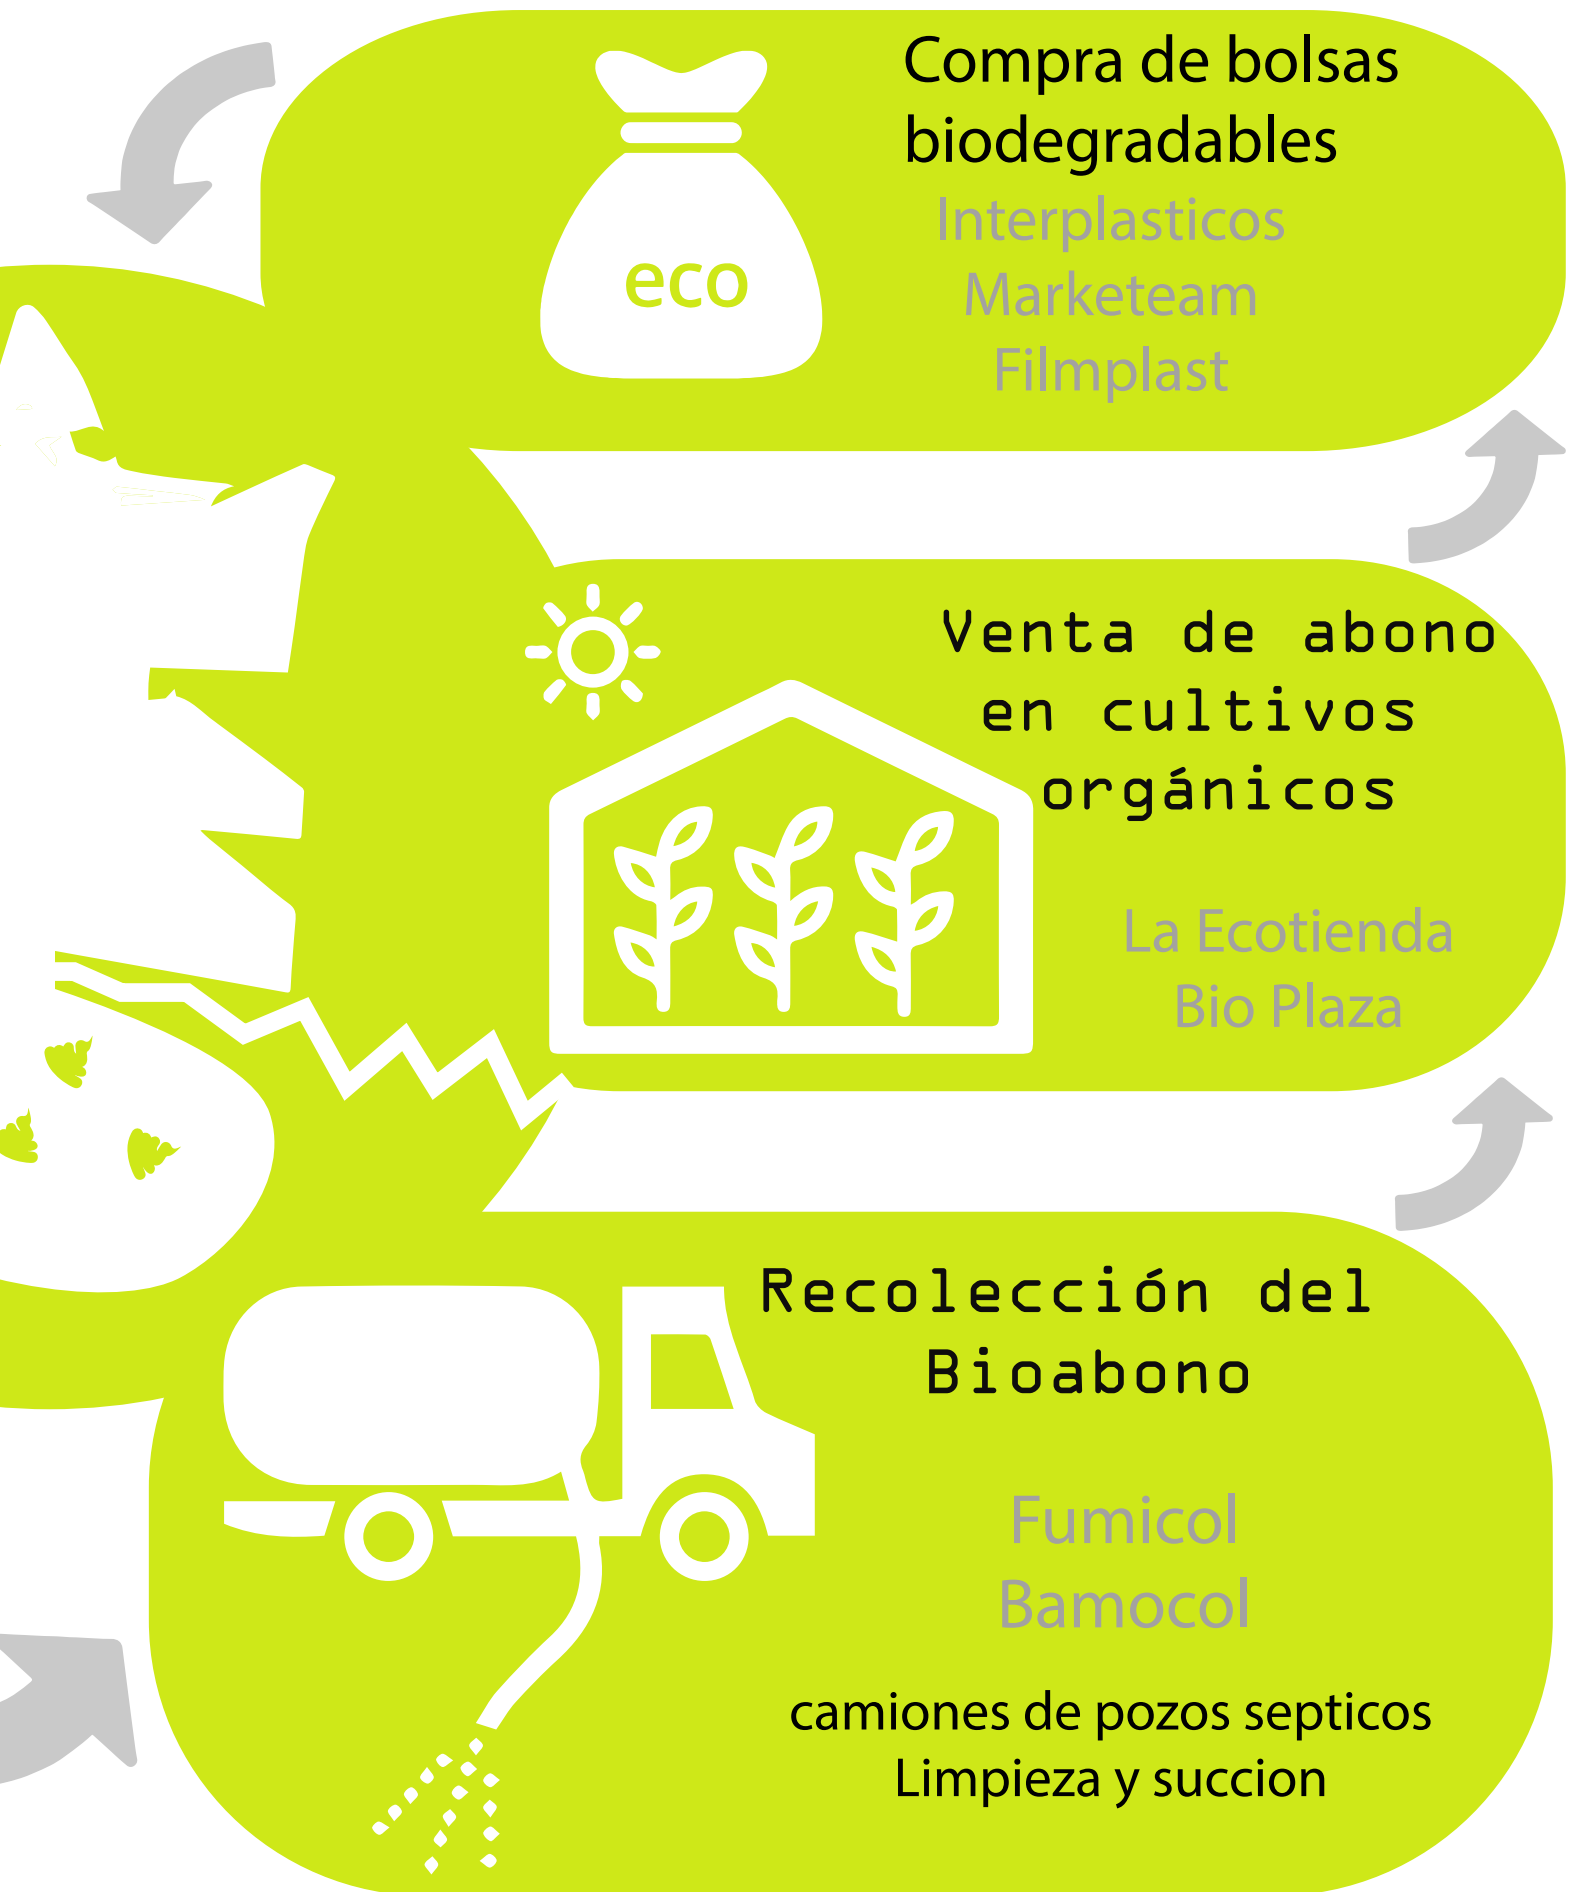 Compra de bolsas
biodegradables
Interplasticos
Marketeam
Filmplast
eco
Venta de abono
en cultivos
orgánicos
La Ecotienda
Bio Plaza
Recolección del
Bioabono
Fumicol
Bamocol
camiones de pozos septicos
Limpieza y succion